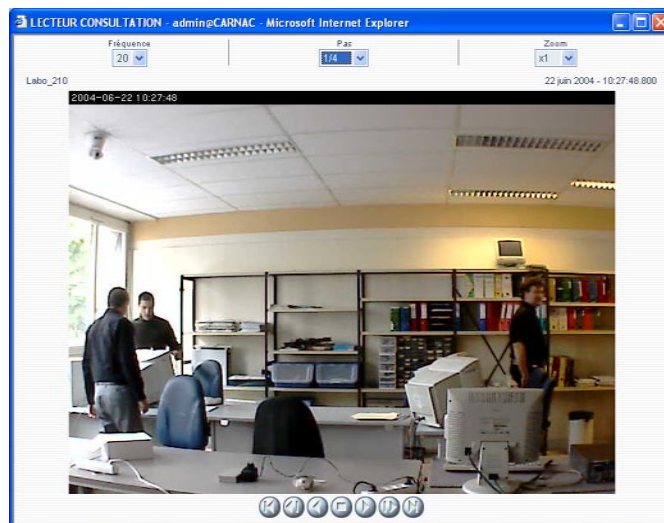 LECTEUR CONSULTATION - admin@CARNAC - Microsoft Internet Explorer
Fréquence
Pas
Zoom
20
1/4
x1
Labo_210
22 juin 2004 - 10:27:48.800
2004-06-22 10:27:48